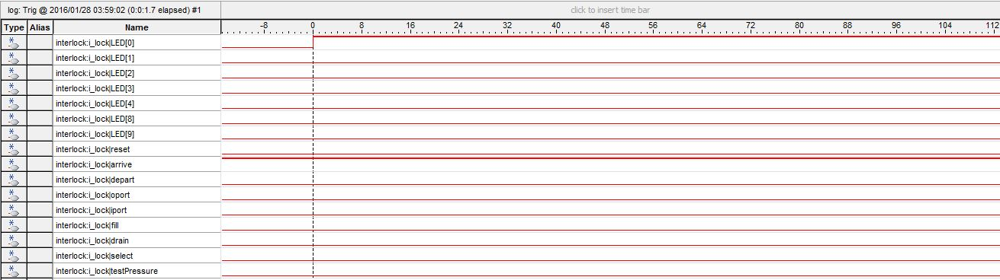 log: Trig @ 2016/01/28 03:59:02 (0:0:1.7 elapsed) #1 click to insert time bar
Type Alias Name -8 0 8 16 24 32 40 48 56 64 72 80 88 96 104 112
interlock:i_lock|LED[0]
interlock:i_lock|LED[1]
interlock:i_lock|LED[2]
interlock:i_lock|LED[3]
interlock:i_lock|LED[4]
interlock:i_lock|LED[8]
interlock:i_lock|LED[9]
interlock:i_lock|reset
interlock:i_lock|arrive
interlock:i_lock|depart
interlock:i_lock|oport
interlock:i_lock|iport
interlock:i_lock|fill
interlock:i_lock|drain
interlock:i_lock|select
interlock:i_lock|testPressure